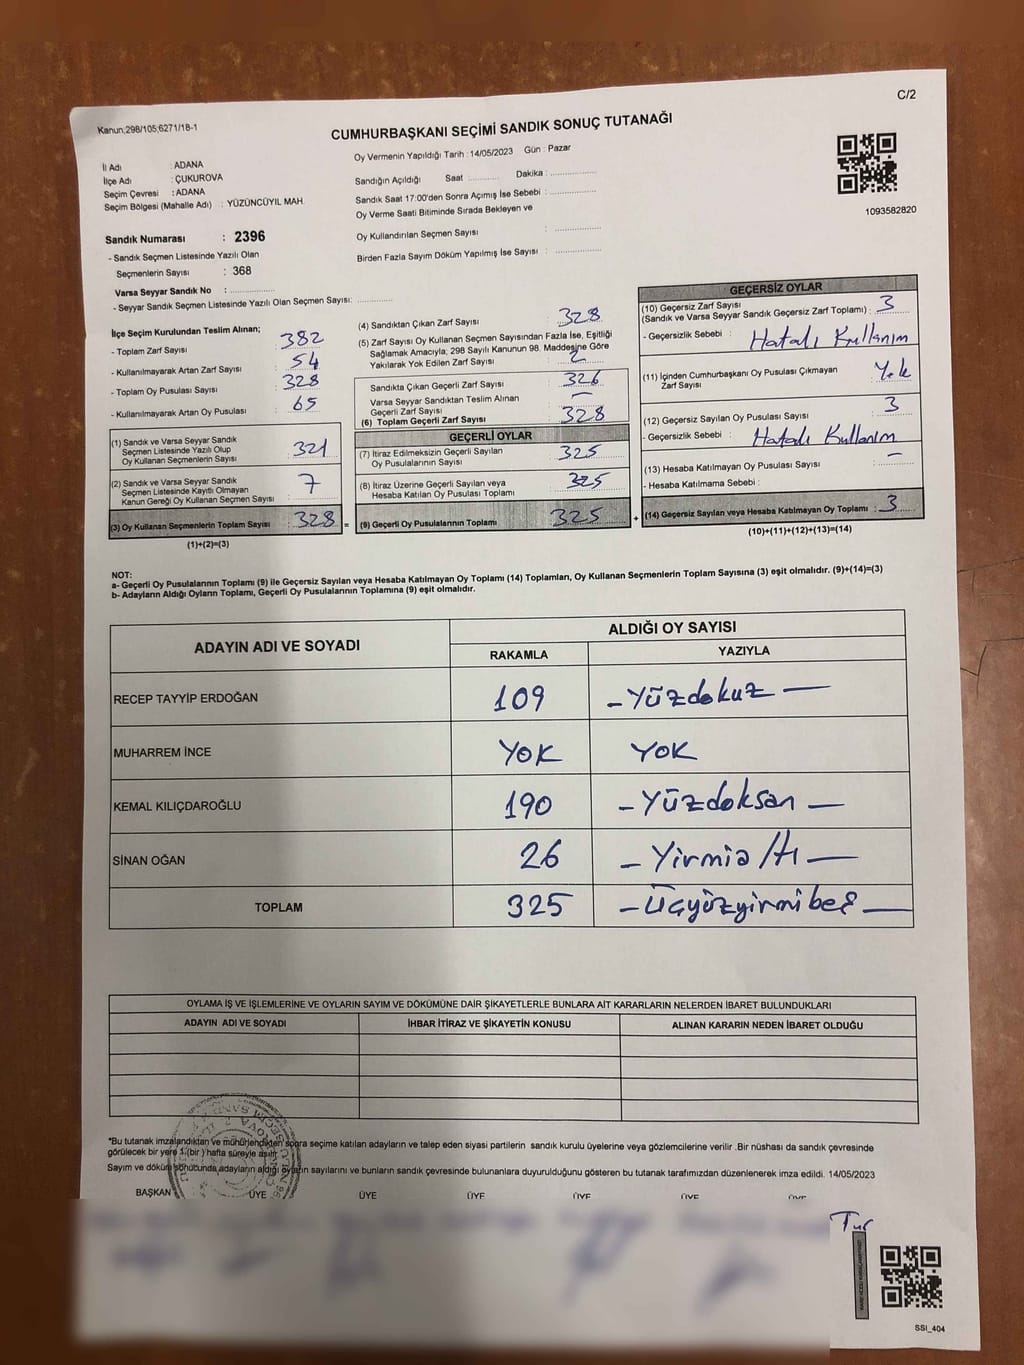 C/2
Kanun;298/105;6271/18-1
CUMHURBAŞKANI SEÇİMİ SANDIK SONUÇ TUTANAĞI
İl Adı : ADANA
İlçe Adı : ÇUKUROVA
Seçim Çevresi : ADANA
Seçim Bölgesi (Mahalle Adı) : YÜZÜNCÜYIL MAH.
Sandık Numarası : 2396
- Sandık Seçmen Listesinde Yazılı Olan
Seçmenlerin Sayısı : 368
Varsa Seyyar Sandık No :
- Seyyar Sandık Seçmen Listesinde Yazılı Olan Seçmen Sayısı:
Oy Vermenin Yapıldığı Tarih : 14/05/2023 Gün : Pazar
Sandığın Açıldığı Saat Dakika :
Sandık Saat 17:00'den Sonra Açımış İse Sebebi :
Oy Verme Saati Bitiminde Sırada Bekleyen ve
Oy Kullandırılan Seçmen Sayısı :
Birden Fazla Sayım Döküm Yapılmış İse Sayısı :
1093582820
İlçe Seçim Kurulundan Teslim Alınan;
- Toplam Zarf Sayısı : 382
- Kullanılmayarak Artan Zarf Sayısı : 54
- Toplam Oy Pusulası Sayısı : 328
- Kullanılmayarak Artan Oy Pusulası : 65
(1) Sandık ve Varsa Seyyar Sandık
Seçmen Listesinde Yazılı Olup
Oy Kullanan Seçmenlerin Sayısı : 321
(2) Sandık ve Varsa Seyyar Sandık
Seçmen Listesinde Kayıtlı Olmayan
Kanun Gereği Oy Kullanan Seçmen Sayısı : 7
(3) Oy Kullanan Seçmenlerin Toplam Sayısı : 328 =
(1)+(2)=(3)
(4) Sandıktan Çıkan Zarf Sayısı : 328
(5) Zarf Sayısı Oy Kullanan Seçmen Sayısından Fazla İse, Eşitliği
Sağlamak Amacıyla; 298 Sayılı Kanunun 98. Maddesine Göre
Yakılarak Yok Edilen Zarf Sayısı : 2
Sandıkta Çıkan Geçerli Zarf Sayısı : 326
Varsa Seyyar Sandıktan Teslim Alınan
Geçerli Zarf Sayısı : —
(6) Toplam Geçerli Zarf Sayısı : 328
GEÇERLİ OYLAR
(7) İtiraz Edilmeksizin Geçerli Sayılan
Oy Pusulalarının Sayısı : 325
(8) İtiraz Üzerine Geçerli Sayılan veya
Hesaba Katılan Oy Pusulası Toplamı : 325
(9) Geçerli Oy Pusulalarının Toplamı : 325 +
GEÇERSİZ OYLAR
(10) Geçersiz Zarf Sayısı
(Sandık ve Varsa Seyyar Sandık Geçersiz Zarf Toplamı) : 3
- Geçersizlik Sebebi : Hatalı Kullanım
(11) İçinden Cumhurbaşkanı Oy Pusulası Çıkmayan
Zarf Sayısı : Yok
(12) Geçersiz Sayılan Oy Pusulası Sayısı : 3
- Geçersizlik Sebebi : Hatalı Kullanım
(13) Hesaba Katılmayan Oy Pusulası Sayısı : —
- Hesaba Katılmama Sebebi :
(14) Geçersiz Sayılan veya Hesaba Katılmayan Oy Toplamı : 3
(10)+(11)+(12)+(13)=(14)
NOT:
a- Geçerli Oy Pusulalarının Toplamı (9) ile Geçersiz Sayılan veya Hesaba Katılmayan Oy Toplamı (14) Toplamları, Oy Kullanan Seçmenlerin Toplam Sayısına (3) eşit olmalıdır. (9)+(14)=(3)
b- Adayların Aldığı Oyların Toplamı, Geçerli Oy Pusulalarının Toplamına (9) eşit olmalıdır.
ADAYIN ADI VE SOYADI ALDIĞI OY SAYISI
RAKAMLA YAZIYLA
RECEP TAYYİP ERDOĞAN 109 – Yüzdokuz —
MUHARREM İNCE YOK YOK
KEMAL KILIÇDAROĞLU 190 – Yüzdoksan —
SİNAN OĞAN 26 – Yirmialtı —
TOPLAM 325 – Üçyüzyirmibeş —
OYLAMA İŞ VE İŞLEMLERİNE VE OYLARIN SAYIM VE DÖKÜMÜNE DAİR ŞİKAYETLERLE BUNLARA AİT KARARLARIN NELERDEN İBARET BULUNDUKLARI
ADAYIN ADI VE SOYADI İHBAR İTİRAZ VE ŞİKAYETİN KONUSU ALINAN KARARIN NEDEN İBARET OLDUĞU
*Bu tutanak imzalandıktan ve mühürlendikten sonra seçime katılan adayların ve talep eden siyasi partilerin sandık kurulu üyelerine veya gözlemcilerine verilir .Bir nüshası da sandık çevresinde
görülecek bir yere 1 (bir ) hafta süreyle asılır.
Sayım ve döküm sonucunda,adayların aldığı oyların sayılarını ve bunların sandık çevresinde bulunanlara duyurulduğunu gösteren bu tutanak tarafımızdan düzenlenerek imza edildi. 14/05/2023
BAŞKAN ÜYE ÜYE ÜYE ÜYE ÜYE ÜYE
SSI_404